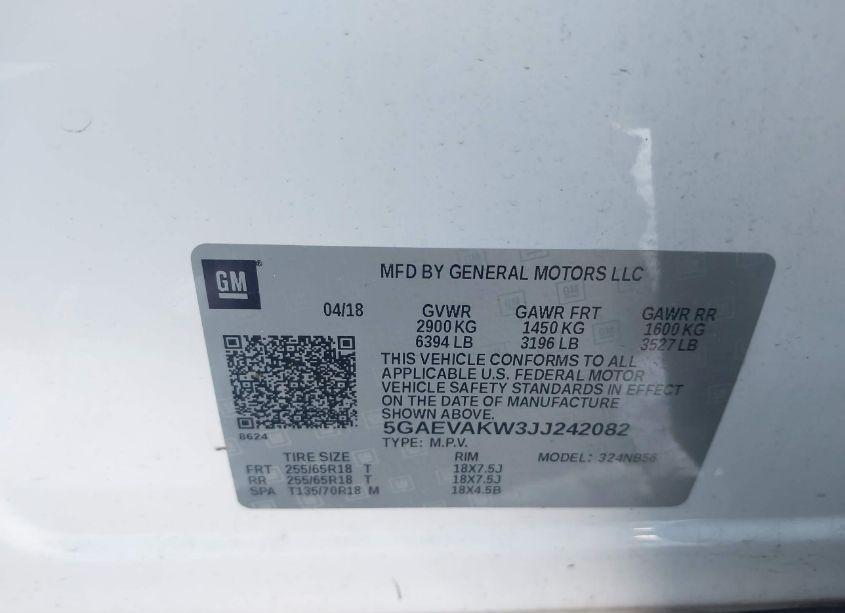 GM ®
MFD BY GENERAL MOTORS LLC
04/18 GVWR GAWR FRT GAWR RR
2900 KG 1450 KG 1600 KG
6394 LB 3196 LB 3527 LB
THIS VEHICLE CONFORMS TO ALL
APPLICABLE U.S. FEDERAL MOTOR
VEHICLE SAFETY STANDARDS IN EFFECT
ON THE DATE OF MANUFACTURE
SHOWN ABOVE.
8624
5GAEVAKW3JJ242082
TYPE: M.P.V.
TIRE SIZE RIM MODEL: 324NB56
FRT 255/65R18 T 18X7.5J
RR 255/65R18 T 18X7.5J
SPA T135/70R18 M 18X4.5B